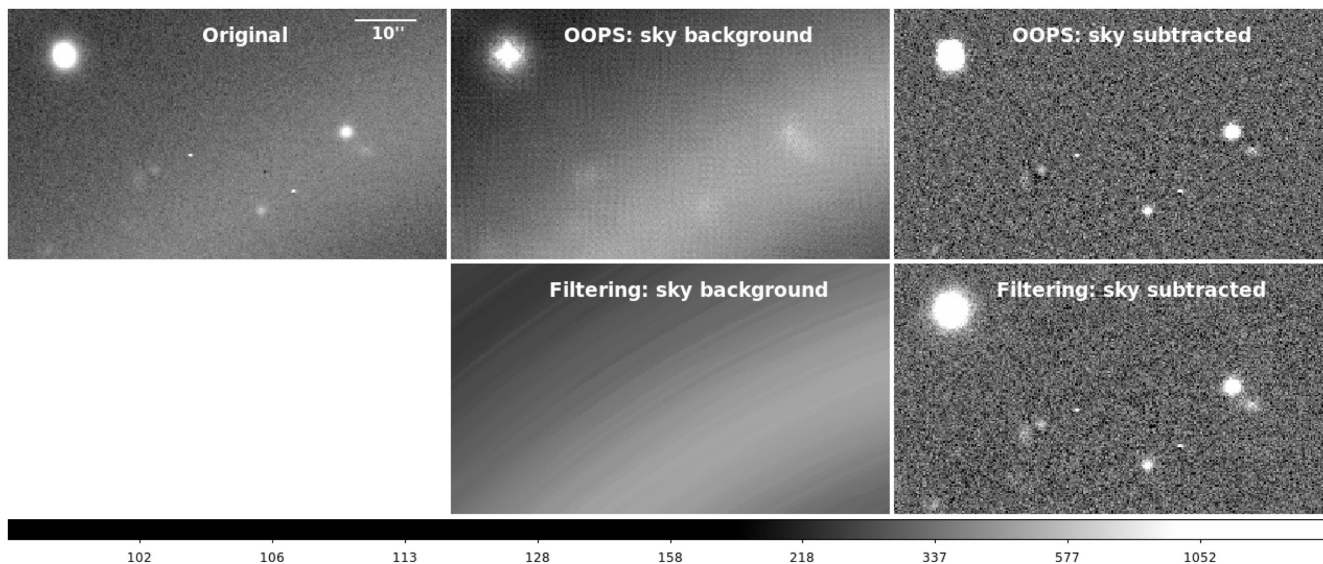 Original
10''
OOPS: sky background
OOPS: sky subtracted
Filtering: sky background
Filtering: sky subtracted
102 106 113 128 158 218 337 577 1052